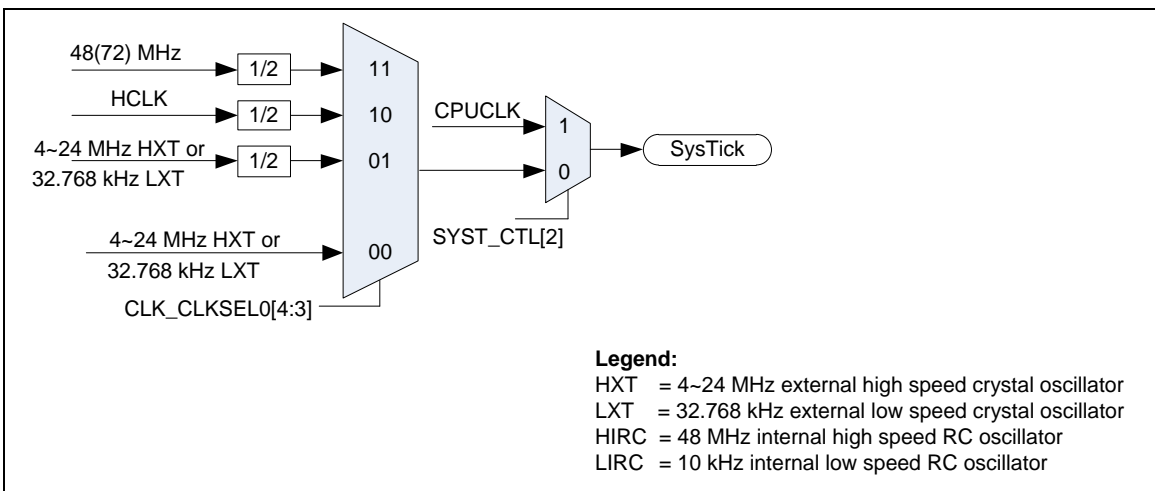 48(72) MHz
1/2
11
HCLK
1/2
10
4~24 MHz HXT or
32.768 kHz LXT
1/2
01
4~24 MHz HXT or
32.768 kHz LXT
00
CLK_CLKSEL0[4:3]
CPUCLK
1
0
SYST_CTL[2]
SysTick
Legend:
HXT = 4~24 MHz external high speed crystal oscillator
LXT = 32.768 kHz external low speed crystal oscillator
HIRC = 48 MHz internal high speed RC oscillator
LIRC = 10 kHz internal low speed RC oscillator